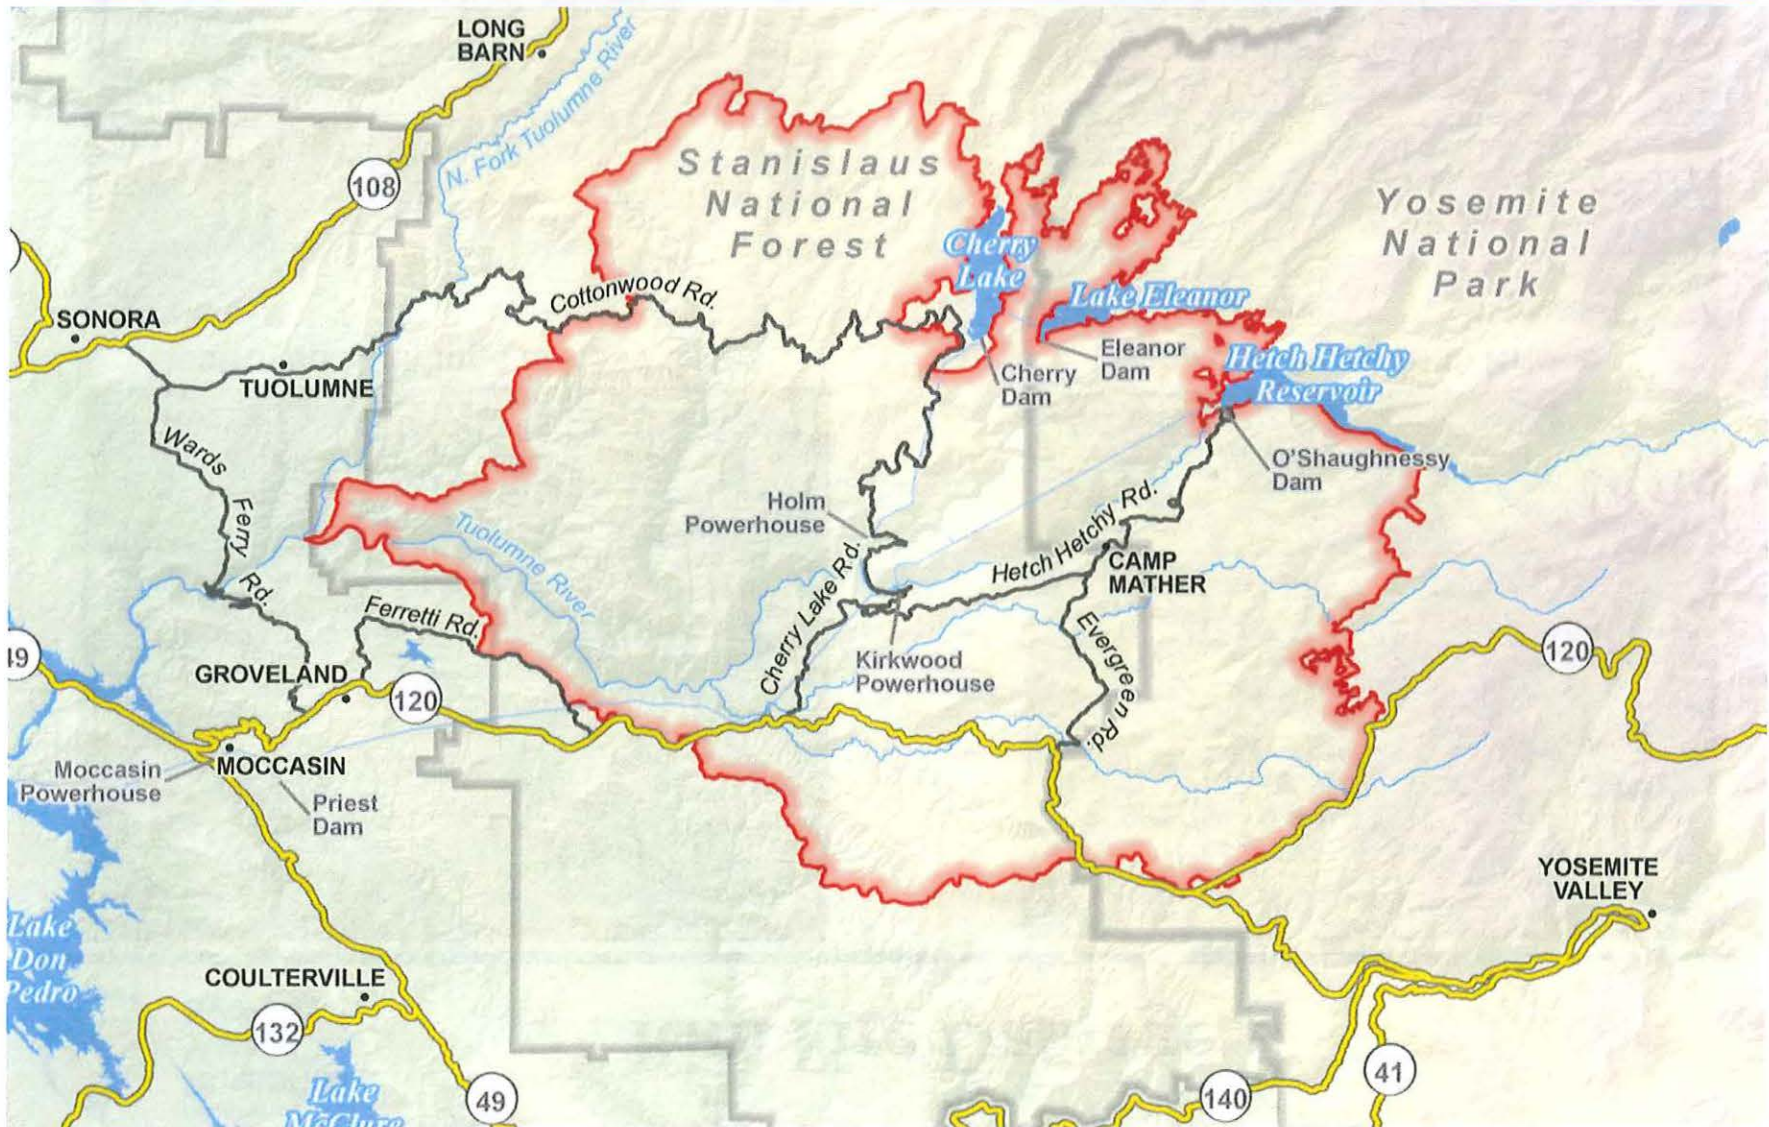 LONG
BARN
N. Fork Tuolumne River
108
Stanislaus
National
Forest
Yosemite
National
Park
Cherry
Lake
Lake Eleanor
Cottonwood Rd.
SONORA
TUOLUMNE
Eleanor
Dam
Cherry
Dam
Hetch Hetchy
Reservoir
O'Shaughnessy
Dam
Wards
Ferry
Rd.
Holm
Powerhouse
Tuolumne River
Hetch Hetchy Rd.
CAMP
MATHER
Cherry Lake Rd.
Ferretti Rd.
Evergreen Rd.
Kirkwood
Powerhouse
49
GROVELAND
120
120
Moccasin
Powerhouse
MOCCASIN
Priest
Dam
YOSEMITE
VALLEY
Lake
Don
Pedro
COULTERVILLE
132
Lake
McClure
49
140
41